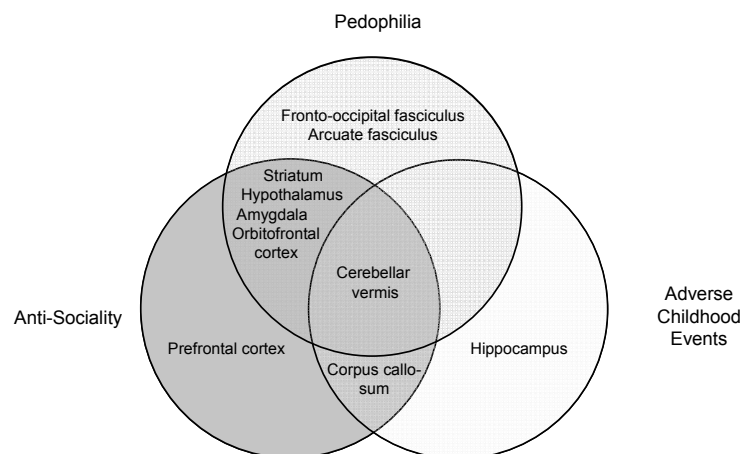 Pedophilia
Fronto-occipital fasciculus
Arcuate fasciculus
Striatum
Hypothalamus
Amygdala
Orbitofrontal
cortex
Cerebellar
vermis
Anti-Sociality
Adverse
Childhood
Events
Prefrontal cortex
Hippocampus
Corpus callo-
sum